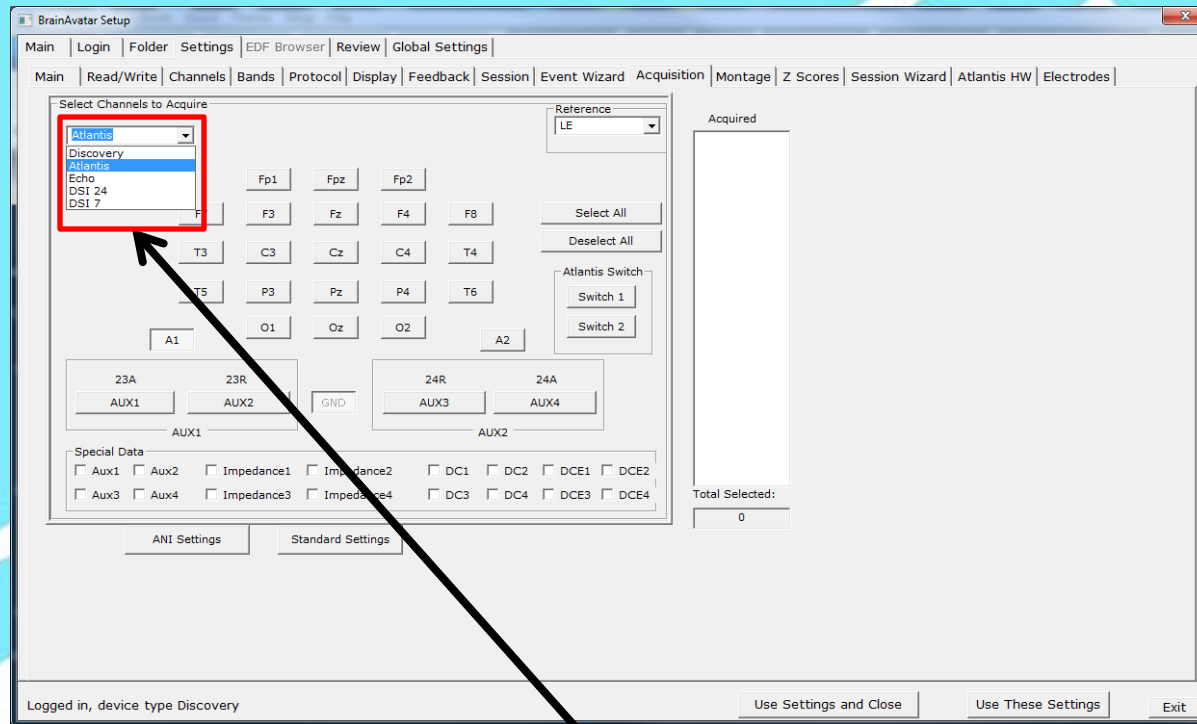 BrainAvatar Setup
X
Main Login Folder Settings EDF Browser Review Global Settings
Main Read/Write Channels Bands Protocol Display Feedback Session Event Wizard Acquisition Montage Z Scores Session Wizard Atlantis HW Electrodes
Select Channels to Acquire
Reference
Atlantis
LE
Acquired
Discovery
Atlantis
Echo
DSI 24
DSI 7
Fp1 Fpz Fp2
F3 Fz F4 F8 Select All
Deselect All
T3 C3 Cz C4 T4
Atlantis Switch
T5 P3 Pz P4 T6 Switch 1
O1 Oz O2 Switch 2
A1 A2
23A 23R 24R 24A
AUX1 AUX2 GND AUX3 AUX4
AUX1 AUX2
Special Data
Aux1 Aux2 Impedance1 Impedance2 DC1 DC2 DCE1 DCE2
Aux3 Aux4 Impedance3 Impedance4 DC3 DC4 DCE3 DCE4
Total Selected:
0
ANI Settings Standard Settings
Logged in, device type Discovery Use Settings and Close Use These Settings Exit